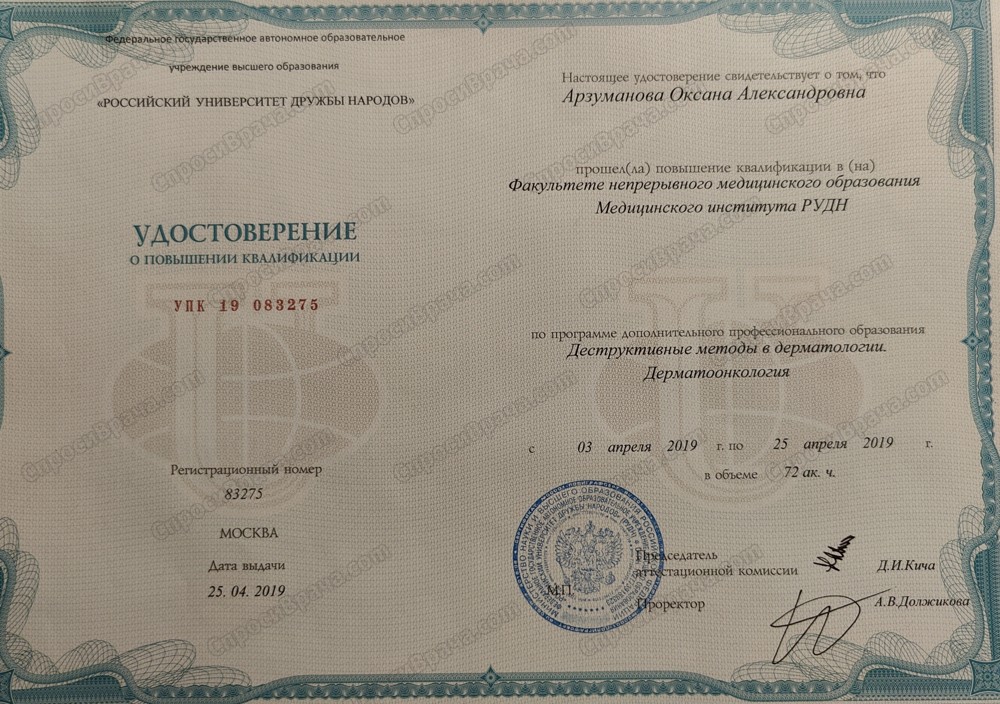 Федеральное государственное автономное образовательное
учреждение высшего образования
«РОССИЙСКИЙ УНИВЕРСИТЕТ ДРУЖБЫ НАРОДОВ»
УДОСТОВЕРЕНИЕ
О ПОВЫШЕНИИ КВАЛИФИКАЦИИ
УПК 19 083275
Регистрационный номер
83275
МОСКВА
Дата выдачи
25. 04. 2019
Настоящее удостоверение свидетельствует о том, что
Арзуманова Оксана Александровна
прошел(ла) повышение квалификации в (на)
Факультете непрерывного медицинского образования
Медицинского института РУДН
по программе дополнительного профессионального образования
Деструктивные методы в дерматологии.
Дерматоонкология
с 03 апреля 2019 г. по 25 апреля 2019 г.
в объеме 72 ак. ч.
Председатель
аттестационной комиссии Д.И.Кича
М.П.
Проректор А.В.Должикова
СпросиВрача.com